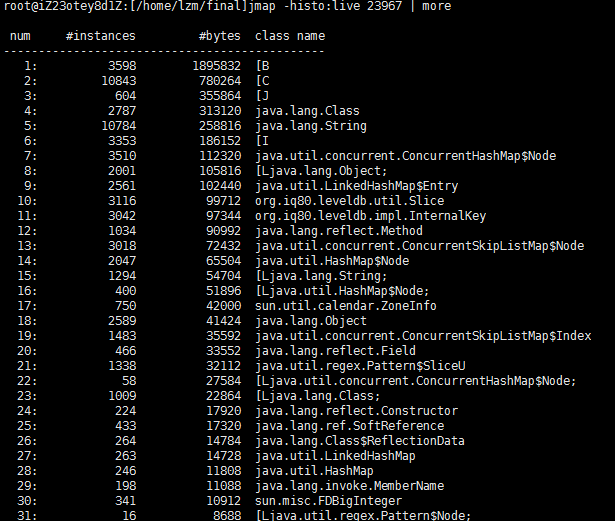 root@iZ23otey8dlZ:[/home/lzm/final]jmap -histo:live 23967 | more
num #instances #bytes class name
----------------------------------------------
1: 3598 1895832 [B
2: 10843 780264 [C
3: 604 355864 [J
4: 2787 313120 java.lang.Class
5: 10784 258816 java.lang.String
6: 3353 186152 [I
7: 3510 112320 java.util.concurrent.ConcurrentHashMap$Node
8: 2001 105816 [Ljava.lang.Object;
9: 2561 102440 java.util.LinkedHashMap$Entry
10: 3116 99712 org.iq80.leveldb.util.Slice
11: 3042 97344 org.iq80.leveldb.impl.InternalKey
12: 1034 90992 java.lang.reflect.Method
13: 3018 72432 java.util.concurrent.ConcurrentSkipListMap$Node
14: 2047 65504 java.util.HashMap$Node
15: 1294 54704 [Ljava.lang.String;
16: 400 51896 [Ljava.util.HashMap$Node;
17: 750 42000 sun.util.calendar.ZoneInfo
18: 2589 41424 java.lang.Object
19: 1483 35592 java.util.concurrent.ConcurrentSkipListMap$Index
20: 466 33552 java.lang.reflect.Field
21: 1338 32112 java.util.regex.Pattern$SliceU
22: 58 27584 [Ljava.util.concurrent.ConcurrentHashMap$Node;
23: 1009 22864 [Ljava.lang.Class;
24: 224 17920 java.lang.reflect.Constructor
25: 433 17320 java.lang.ref.SoftReference
26: 264 14784 java.lang.Class$ReflectionData
27: 263 14728 java.util.LinkedHashMap
28: 246 11808 java.util.HashMap
29: 198 11088 java.lang.invoke.MemberName
30: 341 10912 sun.misc.FDBigInteger
31: 16 8688 [Ljava.util.regex.Pattern$Node;